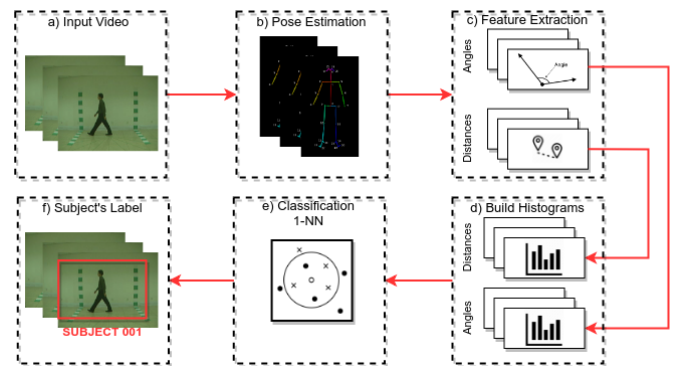 a) Input Video
b) Pose Estimation
c) Feature Extraction
Angles
Angle
Distances
f) Subject's Label
SUBJECT 001
e) Classification
1-NN
d) Build Histograms
Distances
Angles